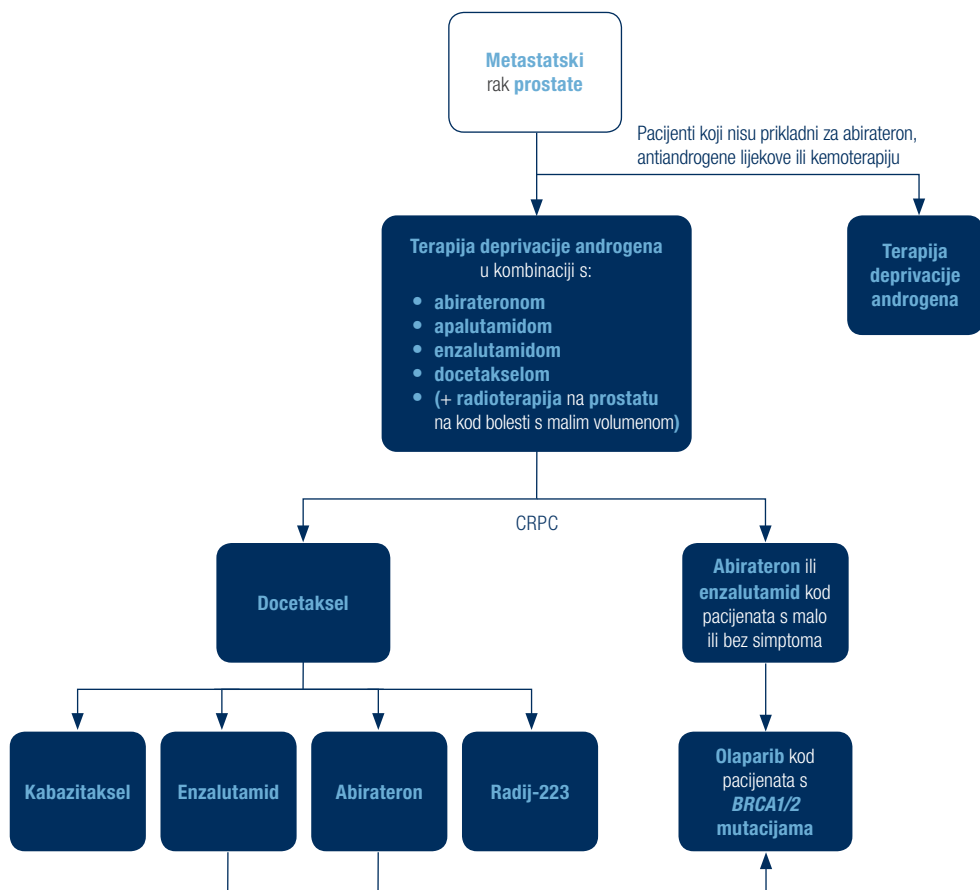 Metastatski
rak prostate
Pacijenti koji nisu prikladni za abirateron,
antiandrogene lijekove ili kemoterapiju
Terapija deprivacije androgena
u kombinaciji s:
• abirateronom
• apalutamidom
• enzalutamidom
• docetakselom
• (+ radioterapija na prostatu
na kod bolesti s malim volumenom)
Terapija
deprivacije
androgena
CRPC
Docetaksel
Abirateron ili
enzalutamid kod
pacijenata s malo
ili bez simptoma
Kabazitaksel
Enzalutamid
Abirateron
Radij-223
Olaparib kod
pacijenata s
BRCA1/2
mutacijama